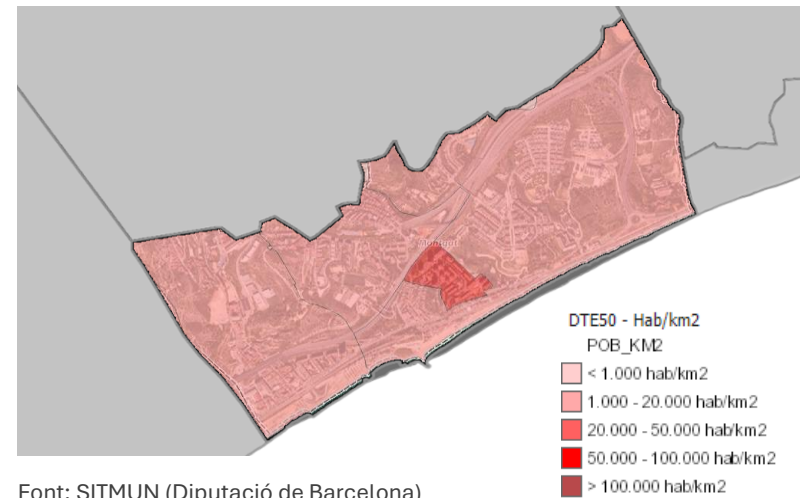 Montgat
DTE50 - Hab/km2
POB_KM2
< 1.000 hab/km2
1.000 - 20.000 hab/km2
20.000 - 50.000 hab/km2
50.000 - 100.000 hab/km2
> 100.000 hab/km2
Font: SITMUN (Diputació de Barcelona)